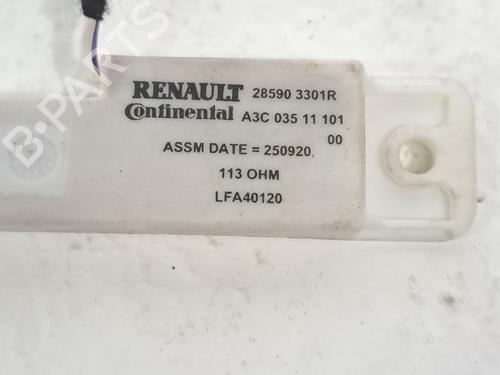 RENAULT 28590 3301R
Continental A3C 035 11 101
00
ASSM DATE = 250920
113 OHM
LFA40120
B-PARTS